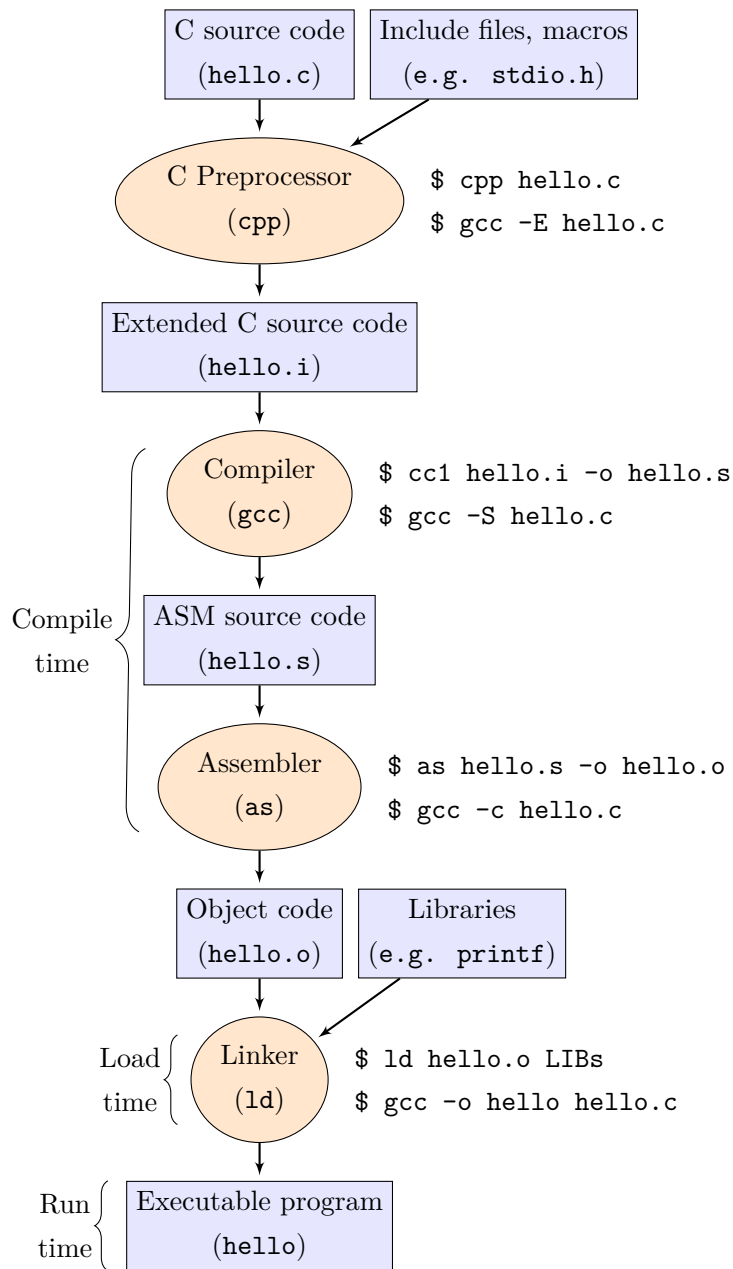 C source code
(hello.c)
Include files, macros
(e.g. stdio.h)
C Preprocessor
(cpp)
$ cpp hello.c
$ gcc -E hello.c
Extended C source code
(hello.i)
Compiler
(gcc)
$ cc1 hello.i -o hello.s
$ gcc -S hello.c
Compile
time
ASM source code
(hello.s)
Assembler
(as)
$ as hello.s -o hello.o
$ gcc -c hello.c
Object code
(hello.o)
Libraries
(e.g. printf)
Load
time
Linker
(ld)
$ ld hello.o LIBs
$ gcc -o hello hello.c
Run
time
Executable program
(hello)